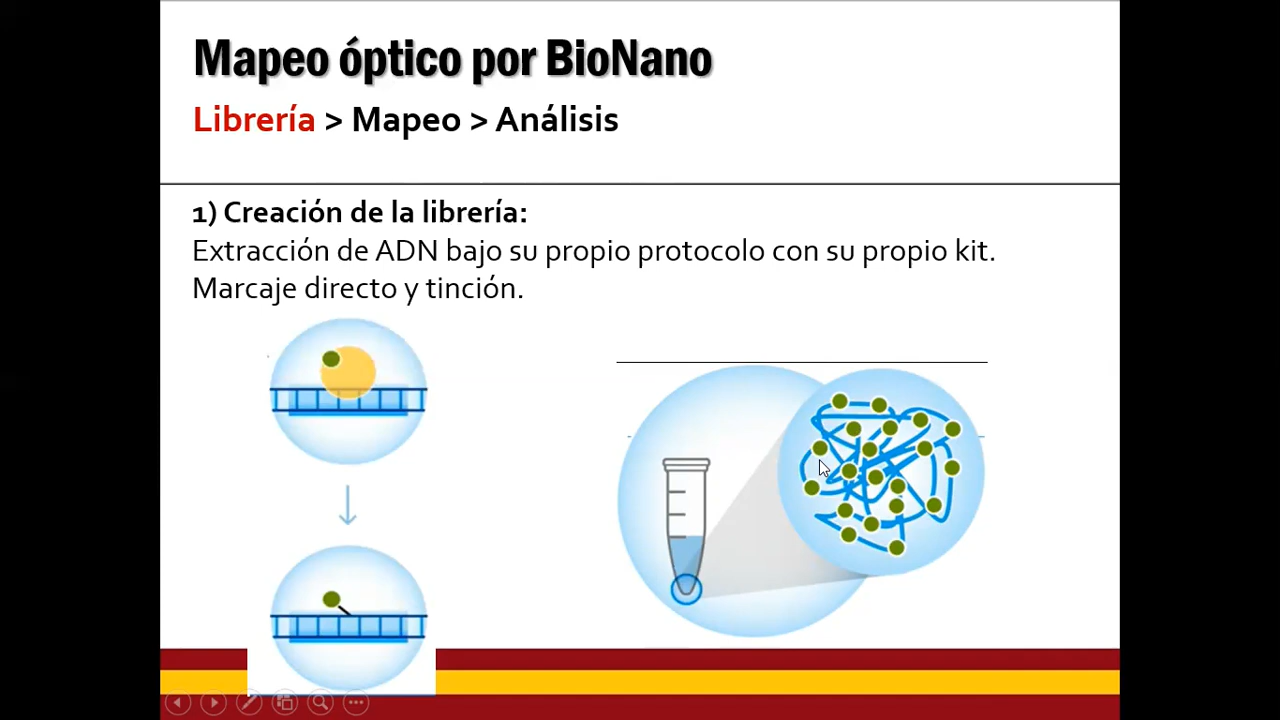 Mapeo óptico por BioNano
Librería > Mapeo > Análisis
1) Creación de la librería:
Extracción de ADN bajo su propio protocolo con su propio kit.
Marcaje directo y tinción.